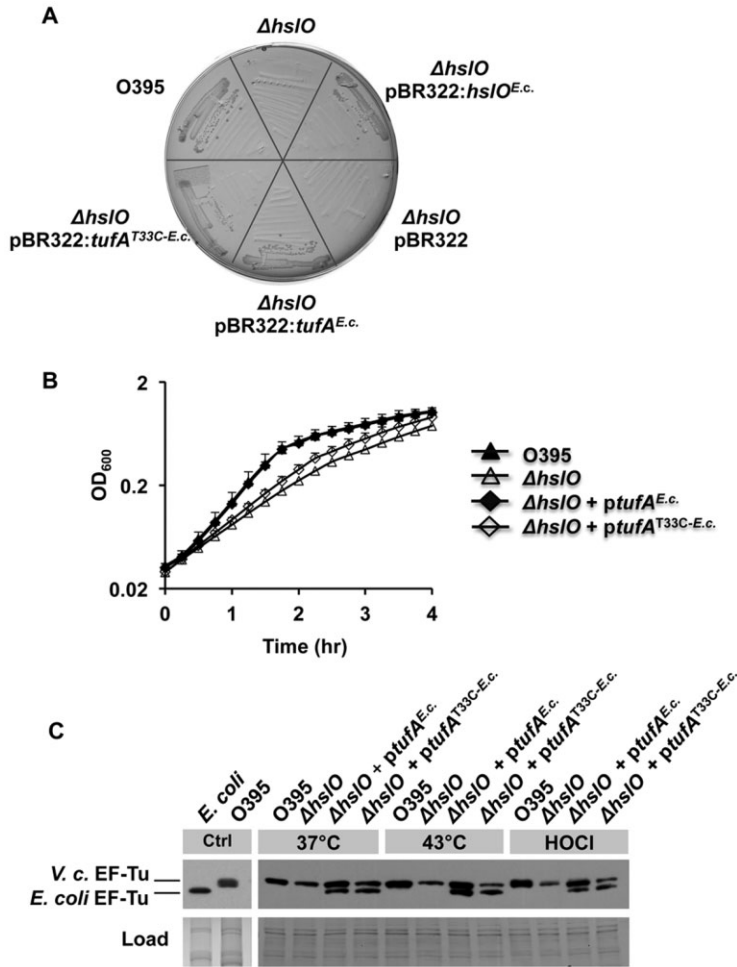 A
ΔhslO
O395
ΔhslO
pBR322:hslO^E.c.
ΔhslO
pBR322:tufA^T33C-E.c.
ΔhslO
pBR322
ΔhslO
pBR322:tufA^E.c.
B
2
0.2
0.02
OD₆₀₀
0 1 2 3 4
Time (hr)
O395
ΔhslO
ΔhslO + ptufA^E.c.
ΔhslO + ptufA^T33C-E.c.
C
E. coli
O395
O395
ΔhslO
ΔhslO + ptufA^E.c.
ΔhslO + ptufA^T33C-E.c.
O395
ΔhslO
ΔhslO + ptufA^E.c.
ΔhslO + ptufA^T33C-E.c.
O395
ΔhslO
ΔhslO + ptufA^E.c.
ΔhslO + ptufA^T33C-E.c.
Ctrl 37°C 43°C HOCl
V. c. EF-Tu
E. coli EF-Tu
Load